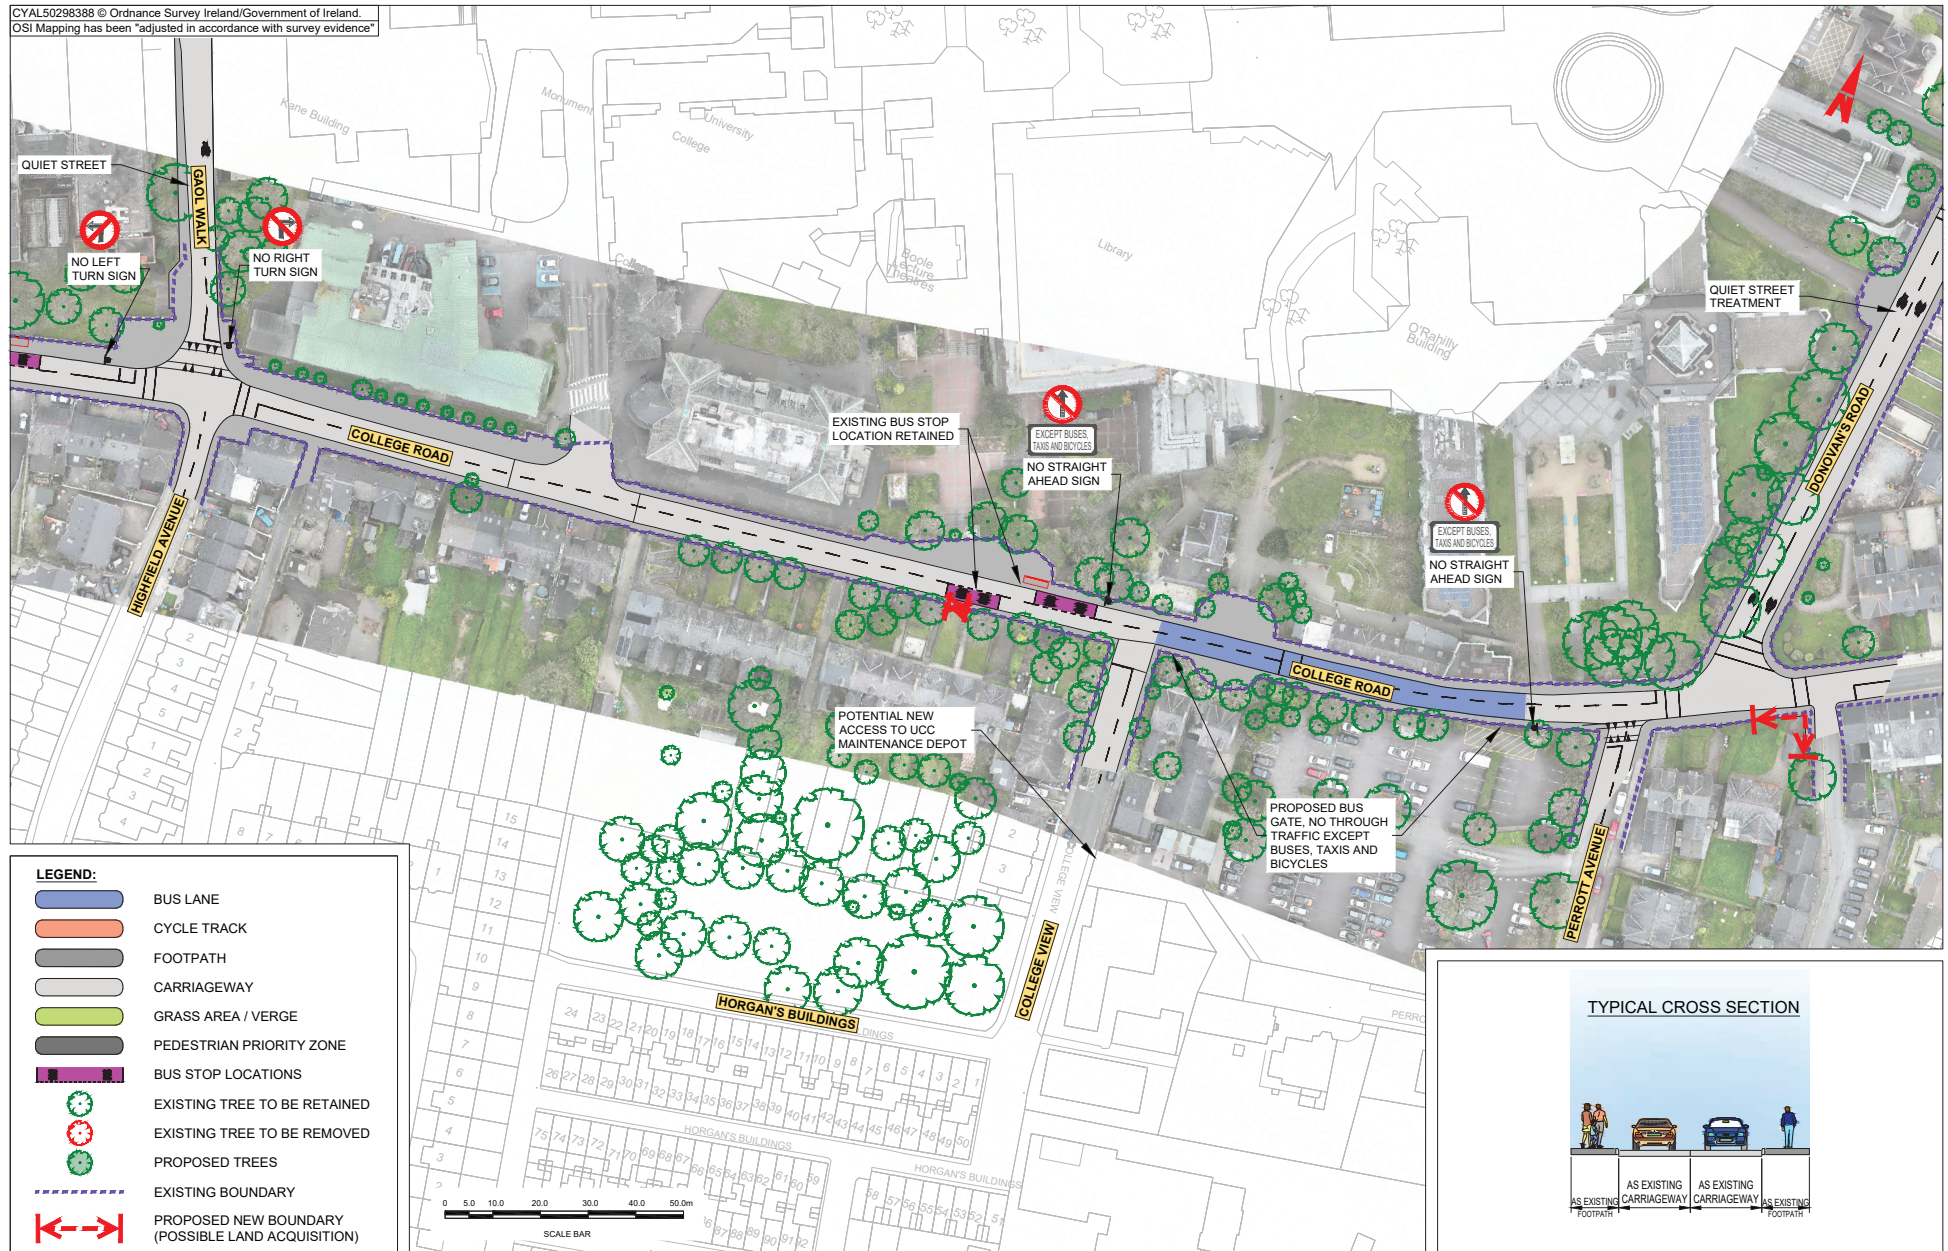 CYAL50298388 © Ordnance Survey Ireland/Government of Ireland.
OSI Mapping has been "adjusted in accordance with survey evidence"
Kane Building
Monument
University
College
QUIET STREET
GAOL WALK
NO LEFT
TURN SIGN
NO RIGHT
TURN SIGN
Boole
Lecture
Theatres
Library
O'Rahilly
Building
N
QUIET STREET
TREATMENT
DONOVAN'S ROAD
COLLEGE ROAD
HIGHFIELD AVENUE
EXISTING BUS STOP
LOCATION RETAINED
EXCEPT BUSES,
TAXIS AND BICYCLES
NO STRAIGHT
AHEAD SIGN
EXCEPT BUSES,
TAXIS AND BICYCLES
NO STRAIGHT
AHEAD SIGN
COLLEGE ROAD
POTENTIAL NEW
ACCESS TO UCC
MAINTENANCE DEPOT
PROPOSED BUS
GATE, NO THROUGH
TRAFFIC EXCEPT
BUSES, TAXIS AND
BICYCLES
PERROTT AVENUE
COLLEGE VIEW
COLLEGE VIEW
HORGAN'S BUILDINGS
HORGAN'S BUILDINGS
HORGAN'S BUILDINGS
LEGEND:
BUS LANE
CYCLE TRACK
FOOTPATH
CARRIAGEWAY
GRASS AREA / VERGE
PEDESTRIAN PRIORITY ZONE
BUS STOP LOCATIONS
EXISTING TREE TO BE RETAINED
EXISTING TREE TO BE REMOVED
PROPOSED TREES
EXISTING BOUNDARY
PROPOSED NEW BOUNDARY
(POSSIBLE LAND ACQUISITION)
0 5.0 10.0 20.0 30.0 40.0 50.0m
SCALE BAR
TYPICAL CROSS SECTION
AS EXISTING
FOOTPATH
AS EXISTING
CARRIAGEWAY
AS EXISTING
CARRIAGEWAY
AS EXISTING
FOOTPATH